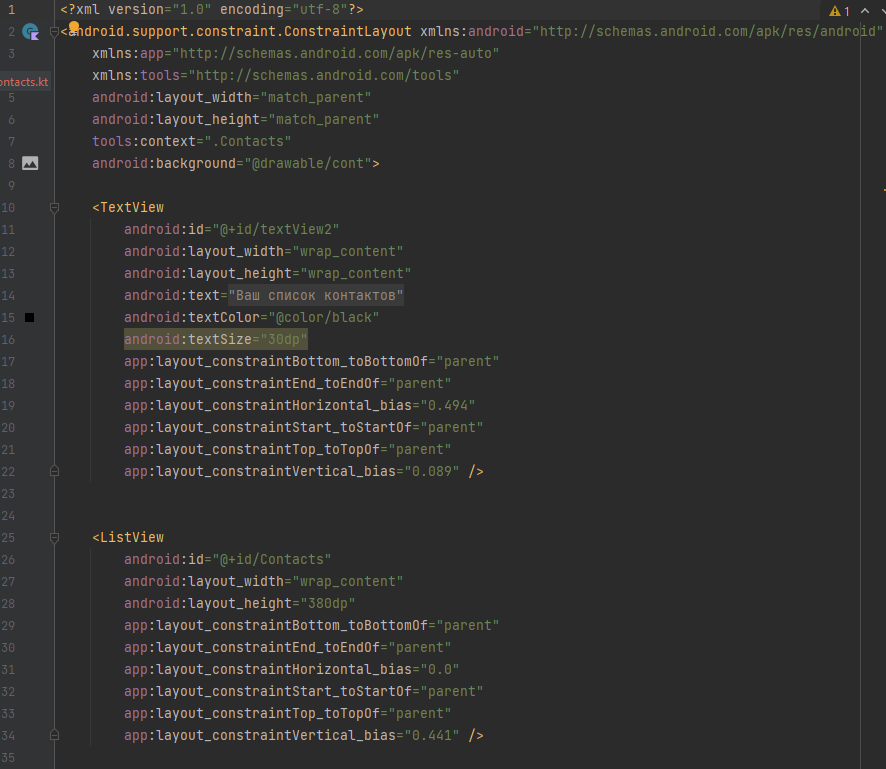 1 <?xml version="1.0" encoding="utf-8"?> 1
2 <android.support.constraint.ConstraintLayout xmlns:android="http://schemas.android.com/apk/res/android"
3 xmlns:app="http://schemas.android.com/apk/res-auto"
xmlns:tools="http://schemas.android.com/tools"
ontacts.kt
5 android:layout_width="match_parent"
6 android:layout_height="match_parent"
7 tools:context=".Contacts"
8 android:background="@drawable/cont">
9
10 <TextView
11 android:id="@+id/textView2"
12 android:layout_width="wrap_content"
13 android:layout_height="wrap_content"
14 android:text="Ваш список контактов"
15 android:textColor="@color/black"
16 android:textSize="30dp"
17 app:layout_constraintBottom_toBottomOf="parent"
18 app:layout_constraintEnd_toEndOf="parent"
19 app:layout_constraintHorizontal_bias="0.494"
20 app:layout_constraintStart_toStartOf="parent"
21 app:layout_constraintTop_toTopOf="parent"
22 app:layout_constraintVertical_bias="0.089" />
23
24
25 <ListView
26 android:id="@+id/Contacts"
27 android:layout_width="wrap_content"
28 android:layout_height="380dp"
29 app:layout_constraintBottom_toBottomOf="parent"
30 app:layout_constraintEnd_toEndOf="parent"
31 app:layout_constraintHorizontal_bias="0.0"
32 app:layout_constraintStart_toStartOf="parent"
33 app:layout_constraintTop_toTopOf="parent"
34 app:layout_constraintVertical_bias="0.441" />
35